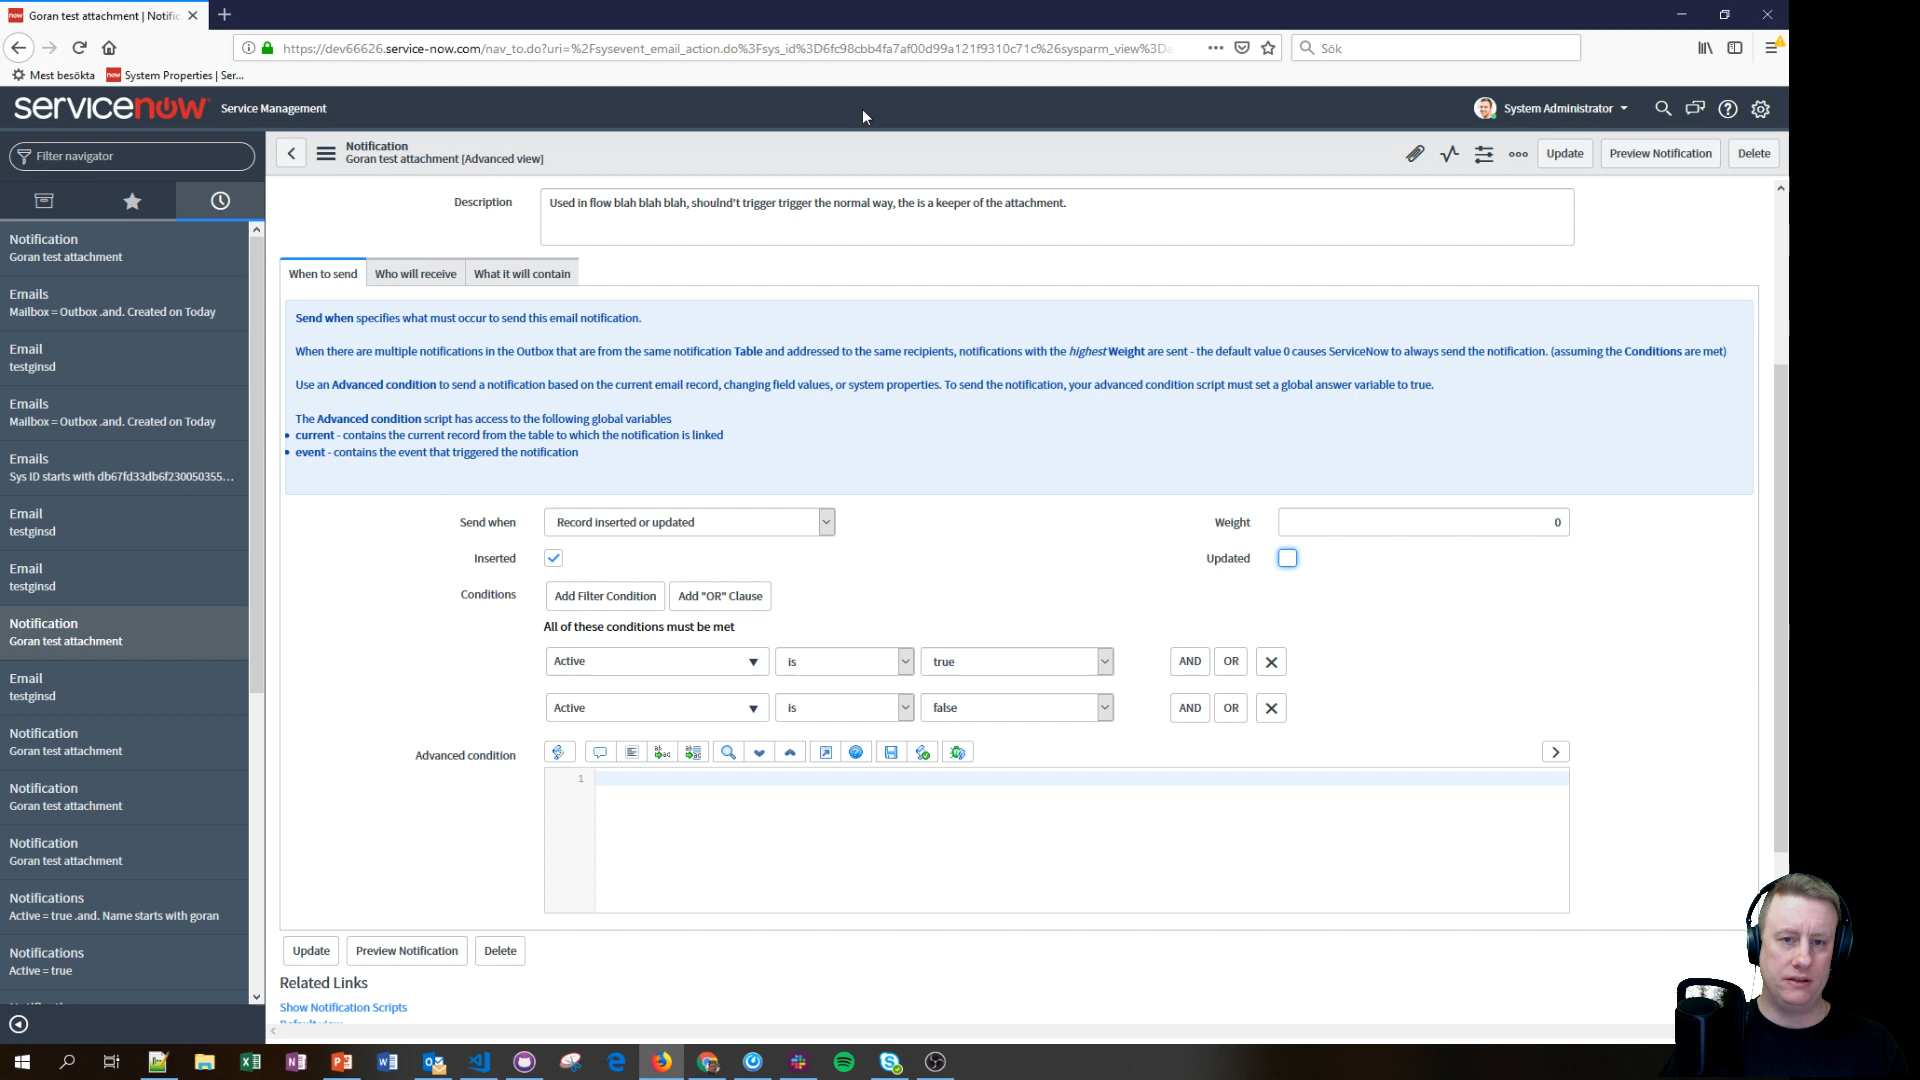 now Goran test attachment | Notific
https://dev66626.service-now.com/nav_to.do?uri=%2Fsysevent_email_action.do%3Fsys_id%3D6fc98cbb4fa7af00d99a121f9310c71c%26sysparm_view%3D
Sök
Mest besökta
now System Properties | Ser...
servicenow Service Management
System Administrator
Filter navigator
Notification
Goran test attachment [Advanced view]
Update
Preview Notification
Delete
Notification
Goran test attachment
Emails
Mailbox = Outbox .and. Created on Today
Email
testginsd
Emails
Mailbox = Outbox .and. Created on Today
Emails
Sys ID starts with db67fd33db6f230050355...
Email
testginsd
Email
testginsd
Notification
Goran test attachment
Email
testginsd
Notification
Goran test attachment
Notification
Goran test attachment
Notification
Goran test attachment
Notifications
Active = true .and. Name starts with goran
Notifications
Active = true
Description
Used in flow blah blah blah, shoulnd't trigger trigger the normal way, the is a keeper of the attachment.
When to send
Who will receive
What it will contain
Send when specifies what must occur to send this email notification.
When there are multiple notifications in the Outbox that are from the same notification Table and addressed to the same recipients, notifications with the highest Weight are sent - the default value 0 causes ServiceNow to always send the notification. (assuming the Conditions are met)
Use an Advanced condition to send a notification based on the current email record, changing field values, or system properties. To send the notification, your advanced condition script must set a global answer variable to true.
The Advanced condition script has access to the following global variables
• current - contains the current record from the table to which the notification is linked
• event - contains the event that triggered the notification
Send when
Record inserted or updated
Weight
0
Inserted
Updated
Conditions
Add Filter Condition
Add "OR" Clause
All of these conditions must be met
Active
is
true
AND
OR
Active
is
false
AND
OR
Advanced condition
1
Update
Preview Notification
Delete
Related Links
Show Notification Scripts
Default view